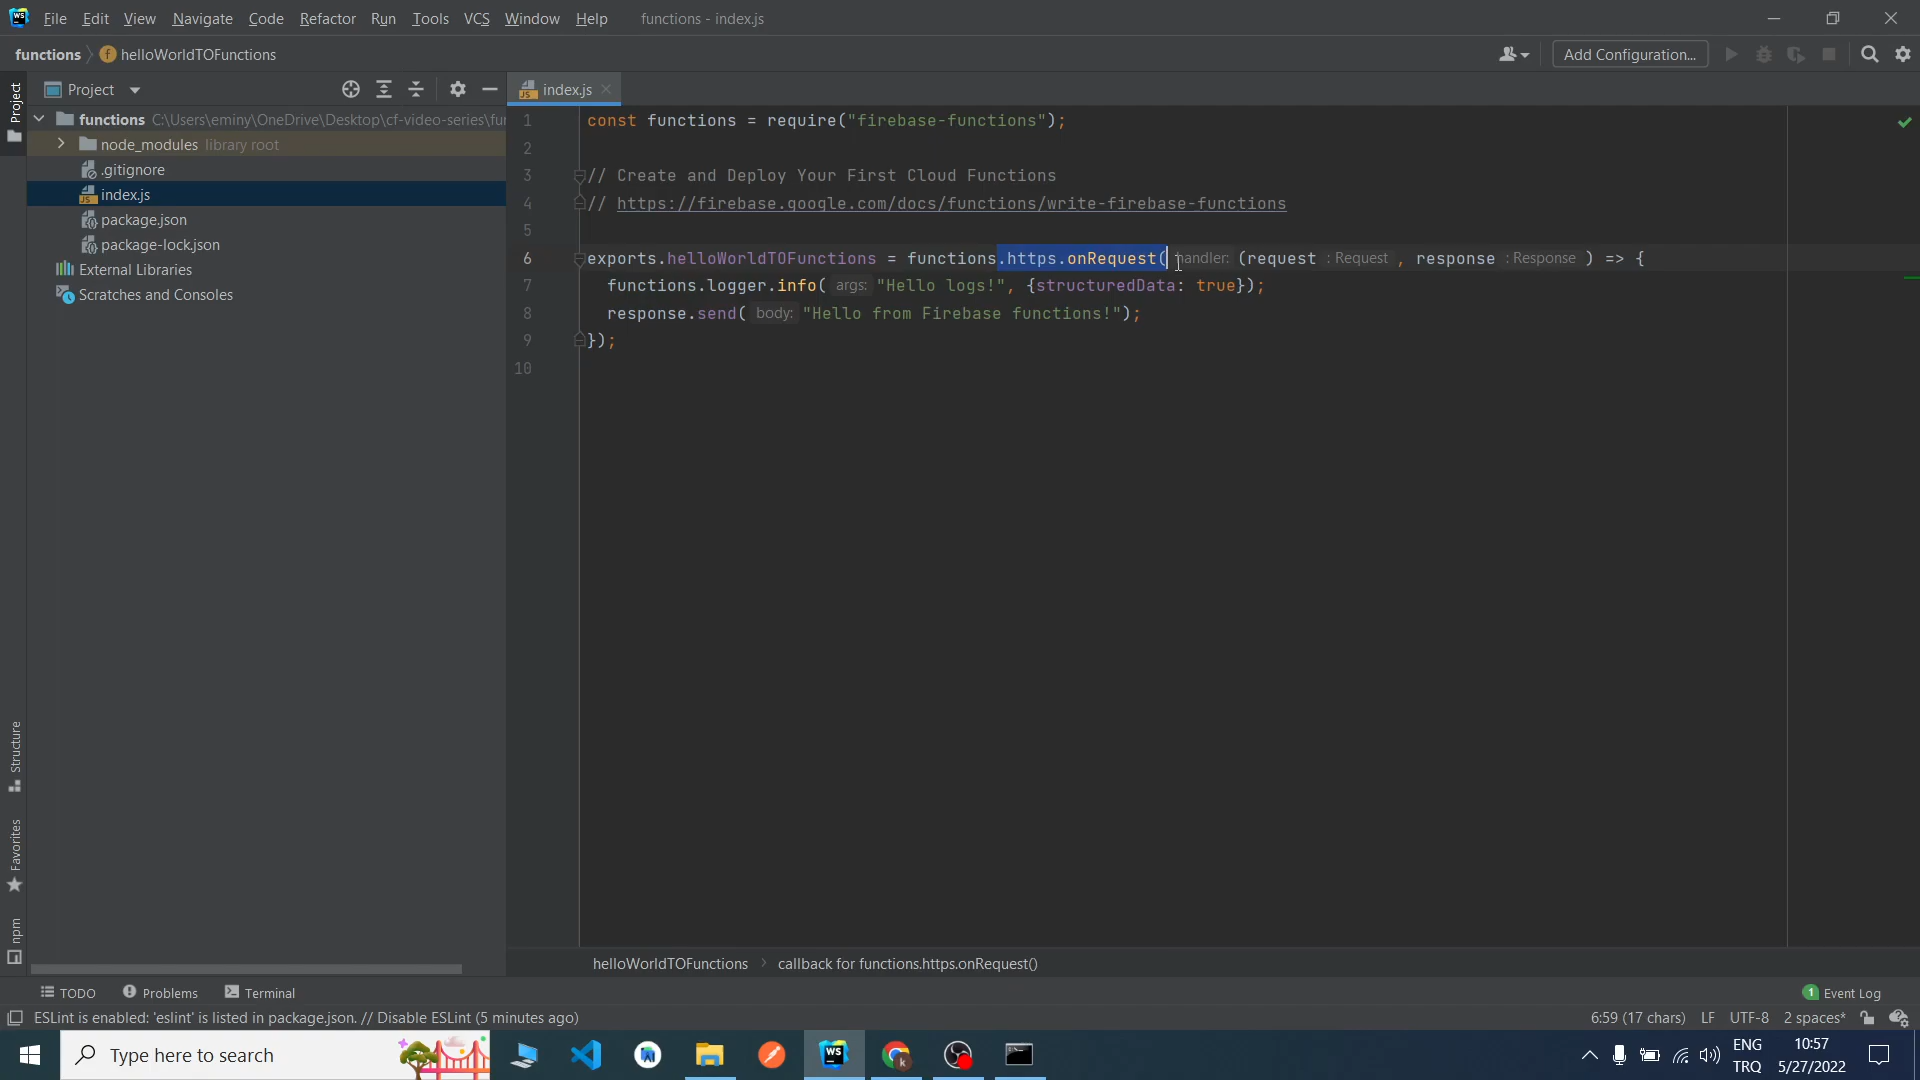 WS File Edit View Navigate Code Refactor Run Tools VCS Window Help functions - index.js
functions helloWorldTOFunctions Add Configuration...
Project
Project
index.js
functions C:\Users\eminy\OneDrive\Desktop\cf-video-series\fun
node_modules library root
.gitignore
index.js
package.json
package-lock.json
External Libraries
Scratches and Consoles
1 const functions = require("firebase-functions");
2
3 // Create and Deploy Your First Cloud Functions
4 // https://firebase.google.com/docs/functions/write-firebase-functions
5
6 exports.helloWorldTOFunctions = functions.https.onRequest( handler: (request : Request , response : Response ) => {
7 functions.logger.info( args: "Hello logs!", {structuredData: true});
8 response.send( body: "Hello from Firebase functions!");
9 });
10
Structure
Favorites
npm
helloWorldTOFunctions callback for functions.https.onRequest()
TODO Problems Terminal 1 Event Log
ESLint is enabled: 'eslint' is listed in package.json. // Disable ESLint (5 minutes ago) 6:59 (17 chars) LF UTF-8 2 spaces*
Type here to search WS k ENG 10:57
TRQ 5/27/2022